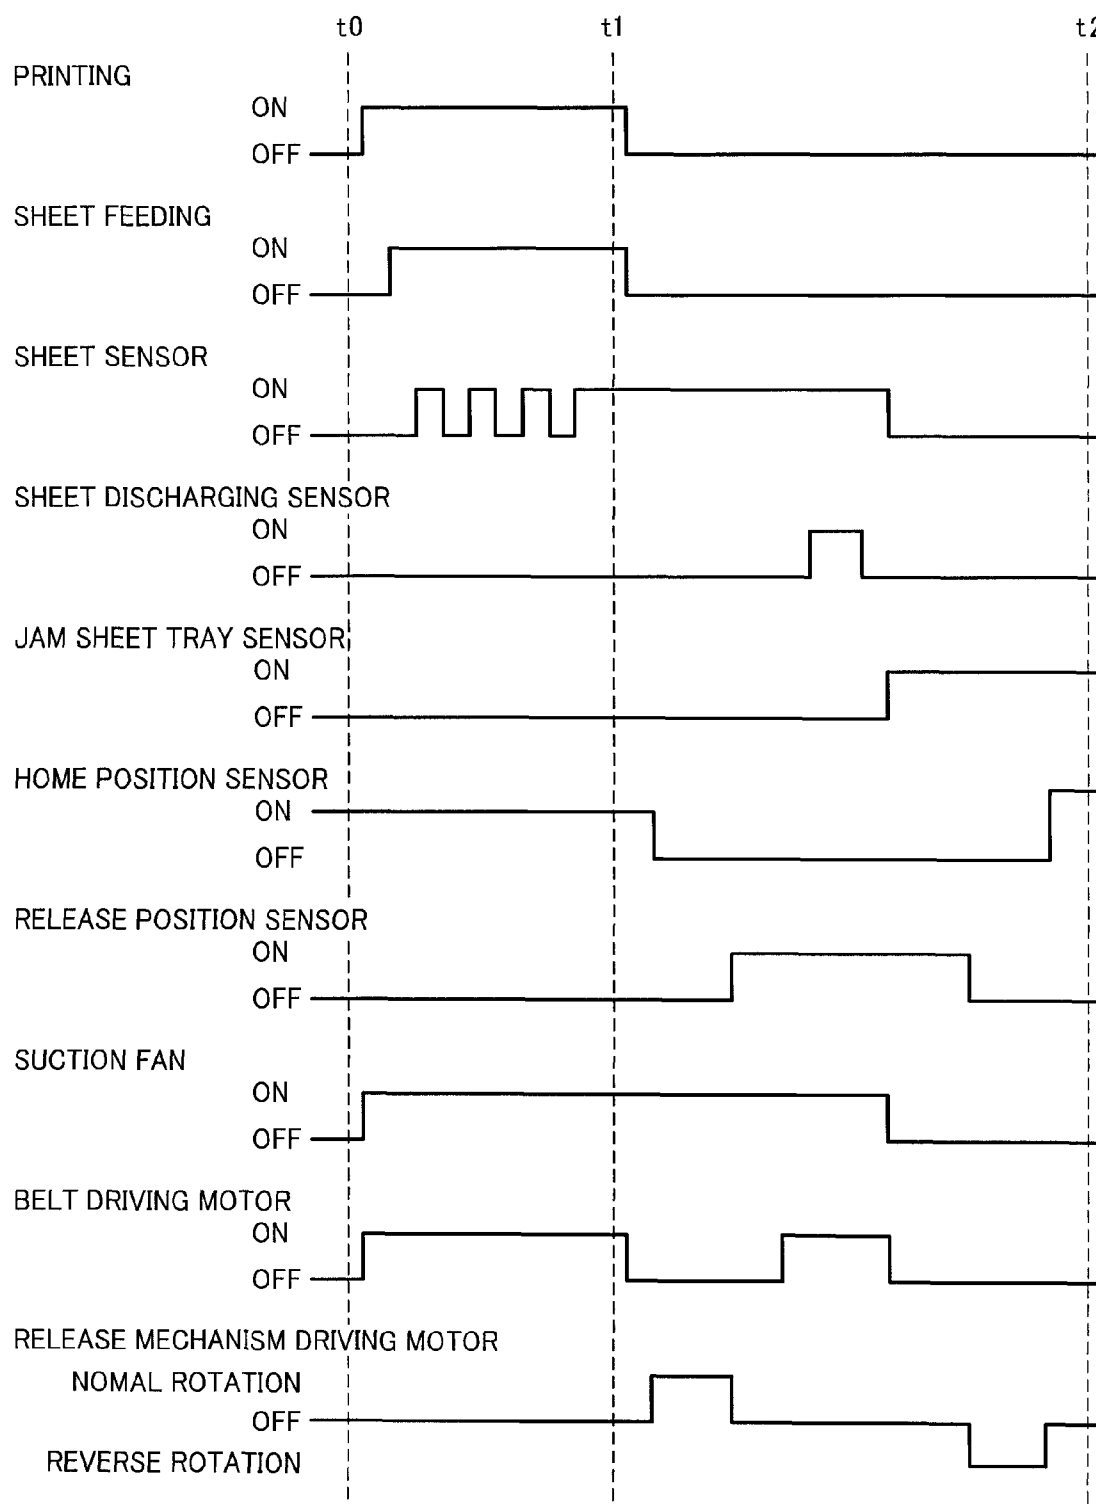 t0 t1 t2
PRINTING
ON
OFF
SHEET FEEDING
ON
OFF
SHEET SENSOR
ON
OFF
SHEET DISCHARGING SENSOR
ON
OFF
JAM SHEET TRAY SENSOR
ON
OFF
HOME POSITION SENSOR
ON
OFF
RELEASE POSITION SENSOR
ON
OFF
SUCTION FAN
ON
OFF
BELT DRIVING MOTOR
ON
OFF
RELEASE MECHANISM DRIVING MOTOR
NOMAL ROTATION
OFF
REVERSE ROTATION